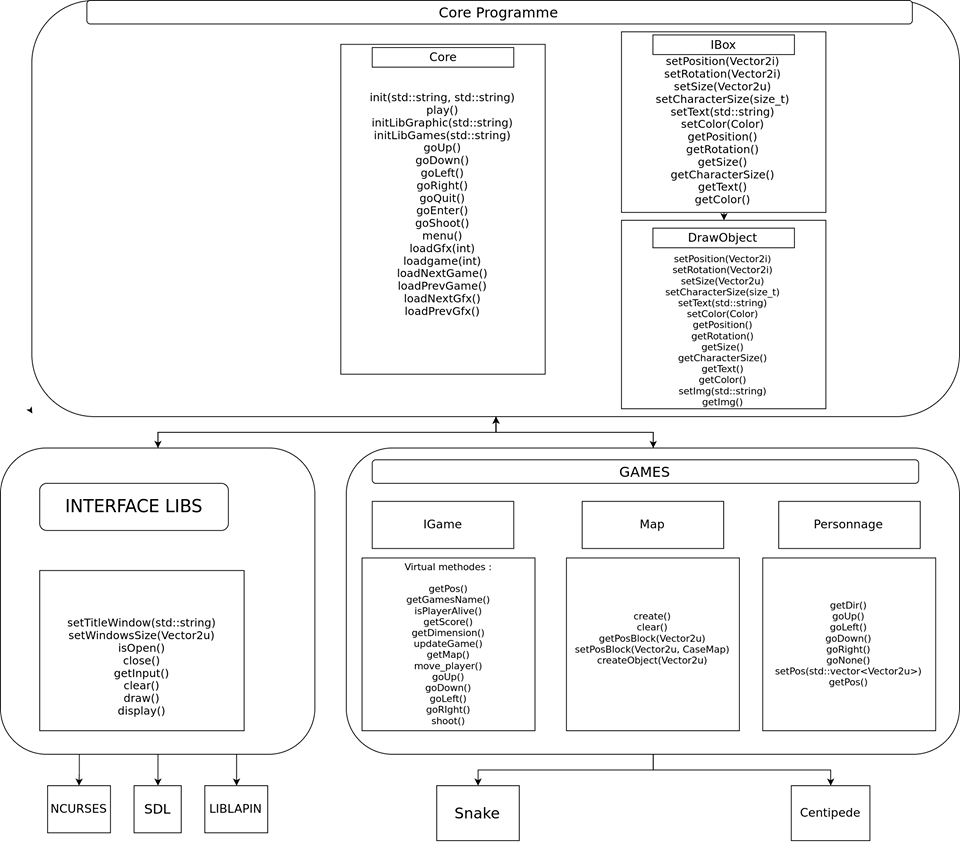 Core Programme
Core
init(std::string, std::string)
play()
initLibGraphic(std::string)
initLibGames(std::string)
goUp()
goDown()
goLeft()
goRight()
goQuit()
goEnter()
goShoot()
menu()
loadGfx(int)
loadgame(int)
loadNextGame()
loadPrevGame()
loadNextGfx()
loadPrevGfx()
IBox
setPosition(Vector2i)
setRotation(Vector2i)
setSize(Vector2u)
setCharacterSize(size_t)
setText(std::string)
setColor(Color)
getPosition()
getRotation()
getSize()
getCharacterSize()
getText()
getColor()
DrawObject
setPosition(Vector2i)
setRotation(Vector2i)
setSize(Vector2u)
setCharacterSize(size_t)
setText(std::string)
setColor(Color)
getPosition()
getRotation()
getSize()
getCharacterSize()
getText()
getColor()
setImg(std::string)
getImg()
INTERFACE LIBS
setTitleWindow(std::string)
setWindowsSize(Vector2u)
isOpen()
close()
getInput()
clear()
draw()
display()
NCURSES
SDL
LIBLAPIN
GAMES
IGame
Virtual methodes :
getPos()
getGamesName()
isPlayerAlive()
getScore()
getDimension()
updateGame()
getMap()
move_player()
goUp()
goDown()
goLeft()
goRIght()
shoot()
Map
create()
clear()
getPosBlock(Vector2u)
setPosBlock(Vector2u, CaseMap)
createObject(Vector2u)
Personnage
getDir()
goUp()
goLeft()
goDown()
goRight()
goNone()
setPos(std::vector<Vector2u>)
getPos()
Snake
Centipede